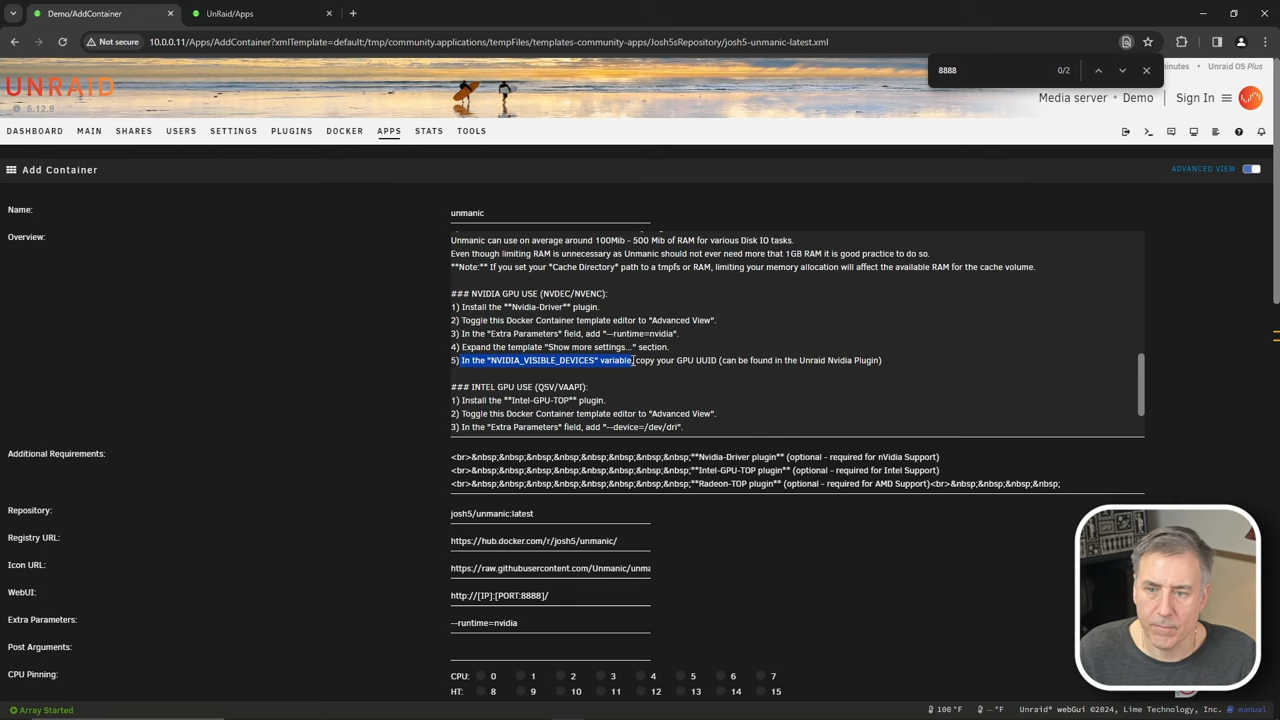 Demo/AddContainer
UnRaid/Apps
Not secure
10.0.0.11/Apps/AddContainer?xmlTemplate=default:/tmp/community.applications/tempFiles/templates-community-apps/Josh5sRepository/josh5-unmanic-latest.xml
8888
0/2
UNRAID
6.12.8
minutes • Unraid OS Plus
Media server • Demo
Sign In
DASHBOARD MAIN SHARES USERS SETTINGS PLUGINS DOCKER APPS STATS TOOLS
Add Container
ADVANCED VIEW
Name:
unmanic
Overview:
Unmanic can use on average around 100Mib - 500 Mib of RAM for various Disk IO tasks.
Even though limiting RAM is unnecessary as Unmanic should not ever need more that 1GB RAM it is good practice to do so.
**Note:** If you set your *Cache Directory* path to a tmpfs or RAM, limiting your memory allocation will affect the available RAM for the cache volume.
### NVIDIA GPU USE (NVDEC/NVENC):
1) Install the **Nvidia-Driver** plugin.
2) Toggle this Docker Container template editor to "Advanced View".
3) In the "Extra Parameters" field, add "--runtime=nvidia".
4) Expand the template "Show more settings..." section.
5) In the "NVIDIA_VISIBLE_DEVICES" variable, copy your GPU UUID (can be found in the Unraid Nvidia Plugin)
### INTEL GPU USE (QSV/VAAPI):
1) Install the **Intel-GPU-TOP** plugin.
2) Toggle this Docker Container template editor to "Advanced View".
3) In the "Extra Parameters" field, add "--device=/dev/dri".
Additional Requirements:
<br>&nbsp;&nbsp;&nbsp;&nbsp;&nbsp;**Nvidia-Driver plugin** (optional - required for nVidia Support)
<br>&nbsp;&nbsp;&nbsp;&nbsp;&nbsp;**Intel-GPU-TOP plugin** (optional - required for Intel Support)
<br>&nbsp;&nbsp;&nbsp;&nbsp;&nbsp;**Radeon-TOP plugin** (optional - required for AMD Support)<br>&nbsp;&nbsp;&nbsp;&nbsp;
Repository:
josh5/unmanic:latest
Registry URL:
https://hub.docker.com/r/josh5/unmanic/
Icon URL:
https://raw.githubusercontent.com/Unmanic/unma
WebUI:
http://[IP]:[PORT:8888]/
Extra Parameters:
--runtime=nvidia
Post Arguments:
CPU Pinning:
CPU: 0 1 2 3 4 5 6 7
HT: 8 9 10 11 12 13 14 15
Array Started
100 °F
-- °F
Unraid® webGui ©2024, Lime Technology, Inc.
manual